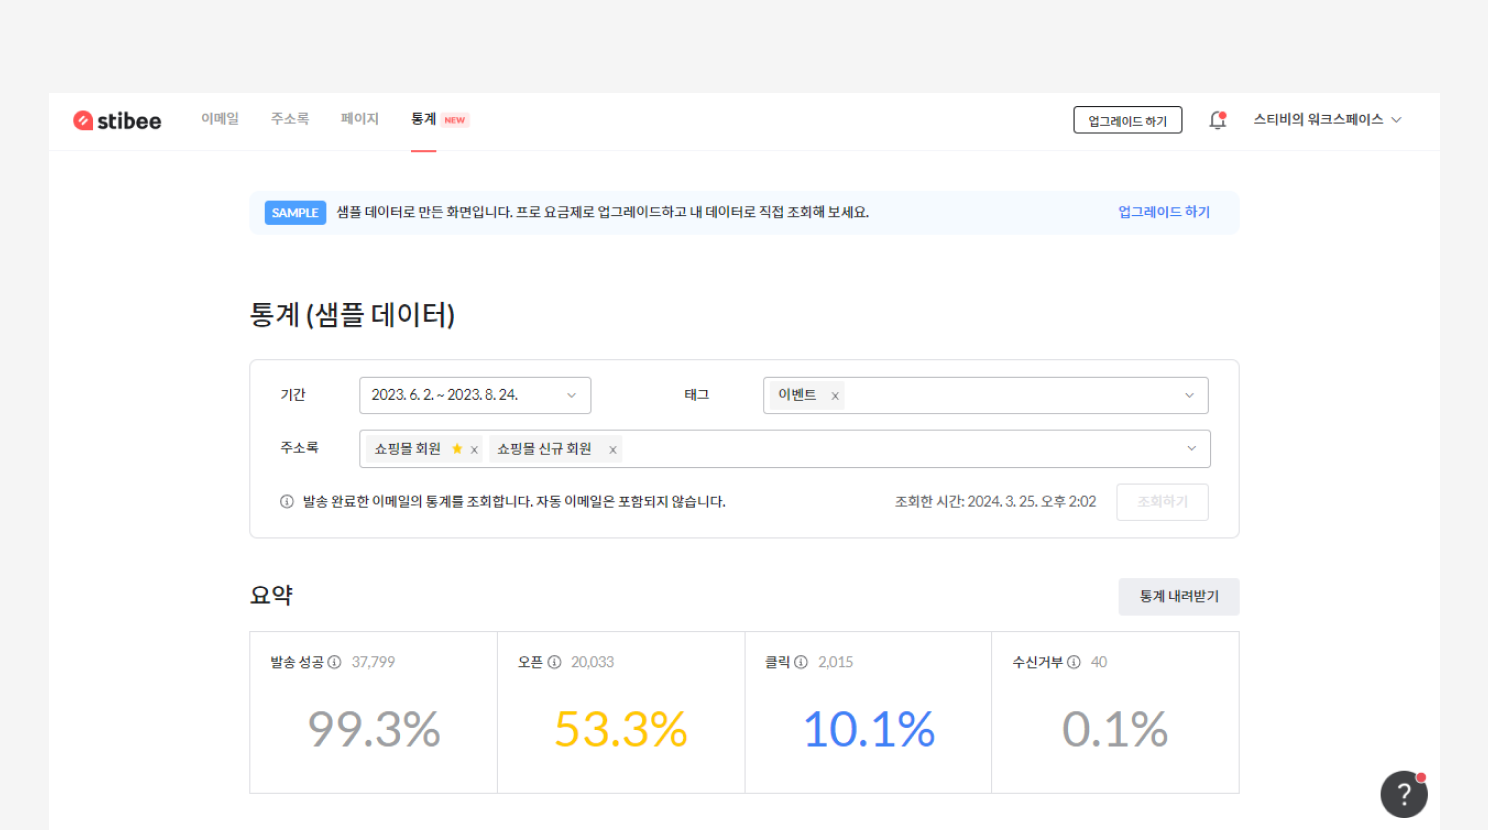 stibee 이메일 주소록 페이지 통계 NEW 업그레이드 하기 스티비의 워크스페이스
SAMPLE 샘플 데이터로 만든 화면입니다. 프로 요금제로 업그레이드하고 내 데이터로 직접 조회해 보세요. 업그레이드 하기
통계 (샘플 데이터)
기간 2023. 6. 2. ~ 2023. 8. 24. 태그 이벤트 x
주소록 쇼핑몰 회원 x 쇼핑몰 신규 회원 x
발송 완료한 이메일의 통계를 조회합니다. 자동 이메일은 포함되지 않습니다. 조회한 시간: 2024. 3. 25. 오후 2:02 조회하기
요약 통계 내려받기
발송 성공 37,799 오픈 20,033 클릭 2,015 수신거부 40
99.3% 53.3% 10.1% 0.1%
?